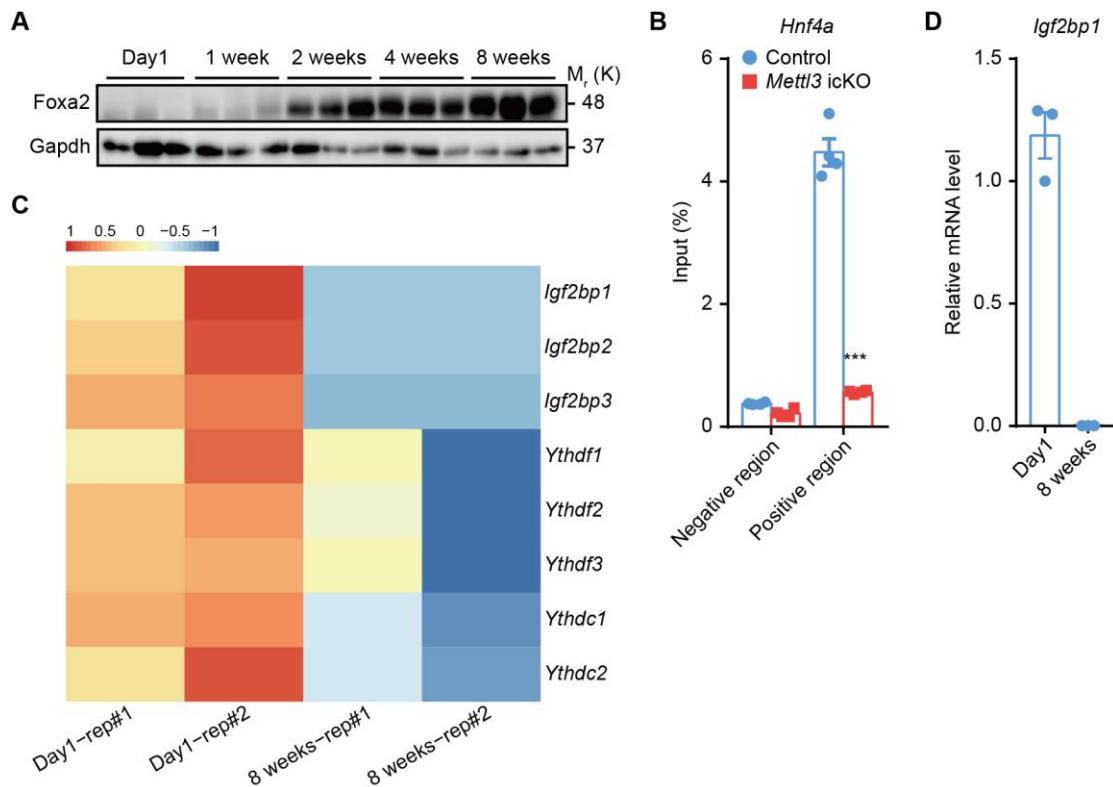 A
Day1 1 week 2 weeks 4 weeks 8 weeks
Mr (K)
Foxa2 48
Gapdh 37
B
Hnf4a
Control
Mettl3 icKO
6
4
2
0
Input (%)
***
Negative region
Positive region
D
Igf2bp1
1.5
1.0
0.5
0.0
Relative mRNA level
Day1
8 weeks
C
1 0.5 0 −0.5 −1
Igf2bp1
Igf2bp2
Igf2bp3
Ythdf1
Ythdf2
Ythdf3
Ythdc1
Ythdc2
Day1−rep#1
Day1−rep#2
8 weeks−rep#1
8 weeks−rep#2